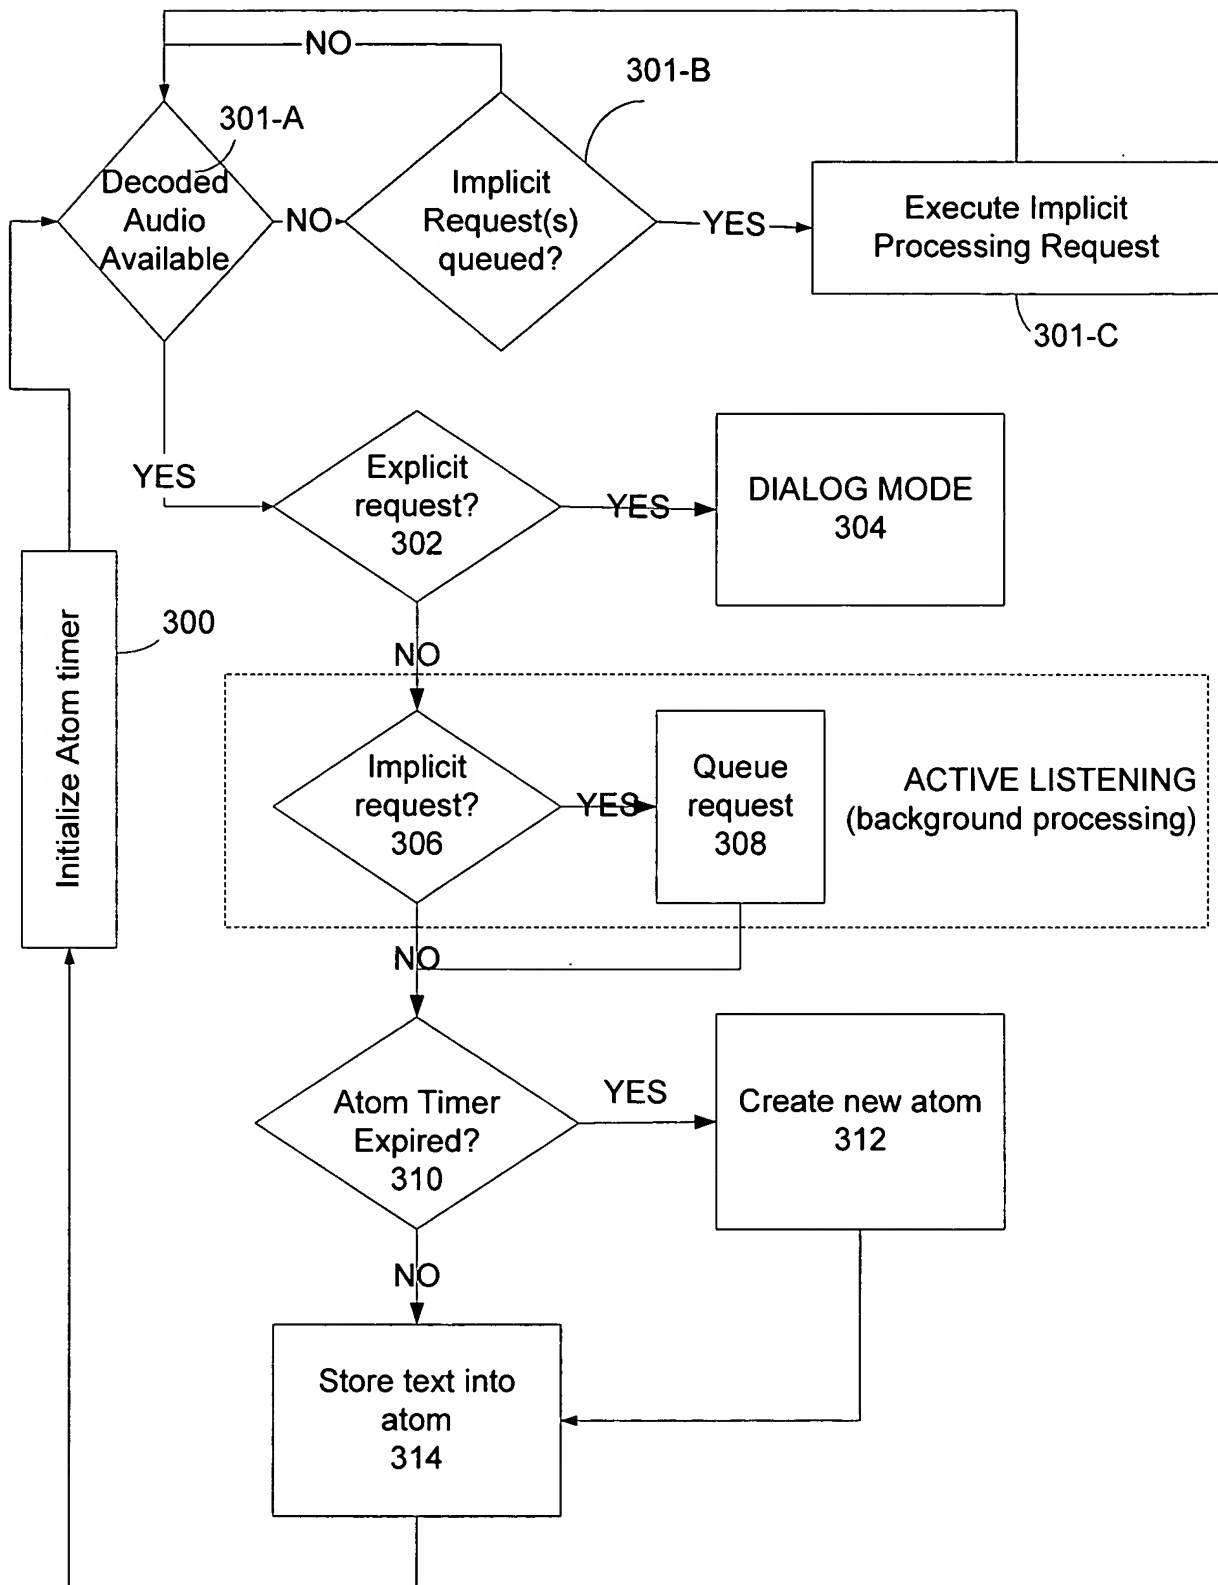 NO
301-B
301-A
Decoded
Audio
Available
NO
Implicit
Request(s)
queued?
YES
Execute Implicit
Processing Request
301-C
YES
Explicit
request?
302
YES
DIALOG MODE
304
300
Initialize Atom timer
NO
Implicit
request?
306
YES
Queue
request
308
ACTIVE LISTENING
(background processing)
NO
Atom Timer
Expired?
310
YES
Create new atom
312
NO
Store text into
atom
314